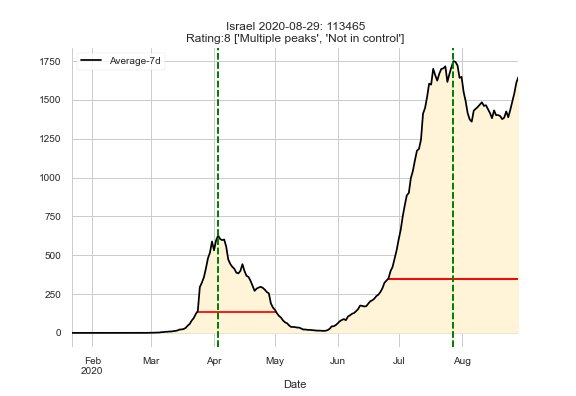 Israel 2020-08-29: 113465
Rating:8 ['Multiple peaks', 'Not in control']
Average-7d
1750
1500
1250
1000
750
500
250
0
Feb
2020
Mar
Apr
May
Jun
Jul
Aug
Date